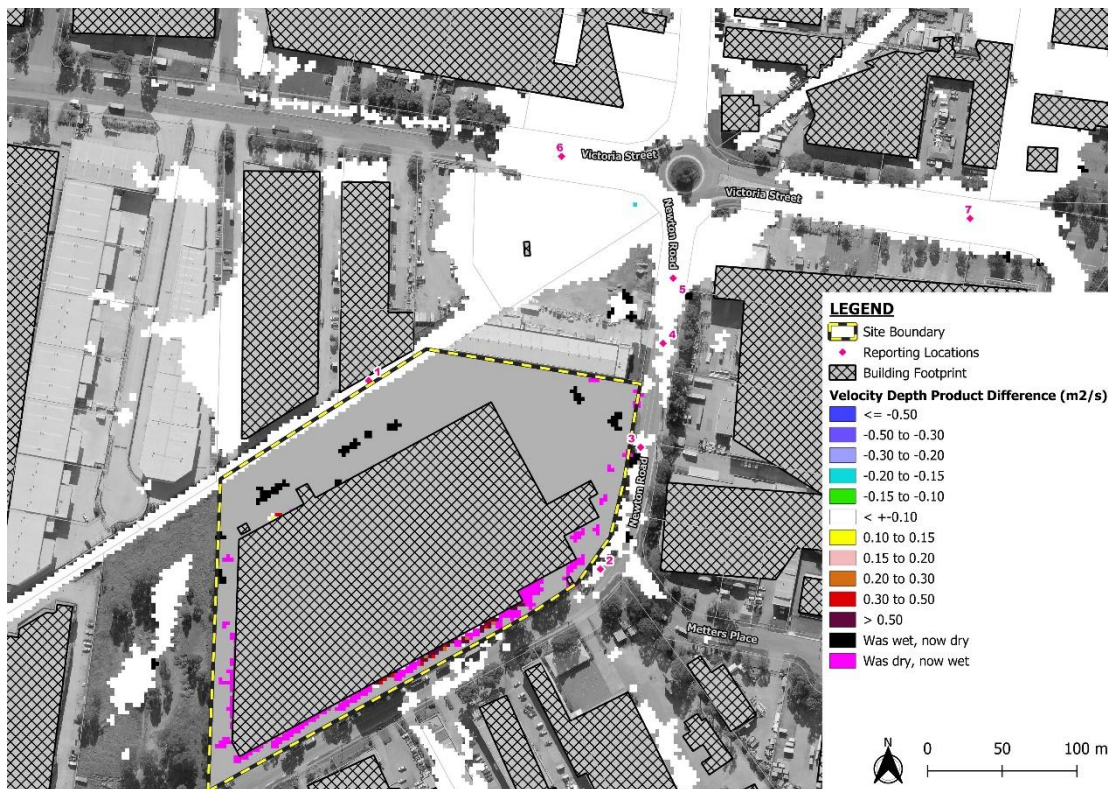 6
Victoria Street
Victoria Street
7
Newton Road
5
4
1
3
Newton Road
2
Metters Place
LEGEND
Site Boundary
Reporting Locations
Building Footprint
Velocity Depth Product Difference (m2/s)
<= -0.50
-0.50 to -0.30
-0.30 to -0.20
-0.20 to -0.15
-0.15 to -0.10
< +-0.10
0.10 to 0.15
0.15 to 0.20
0.20 to 0.30
0.30 to 0.50
> 0.50
Was wet, now dry
Was dry, now wet
N
0 50 100 m